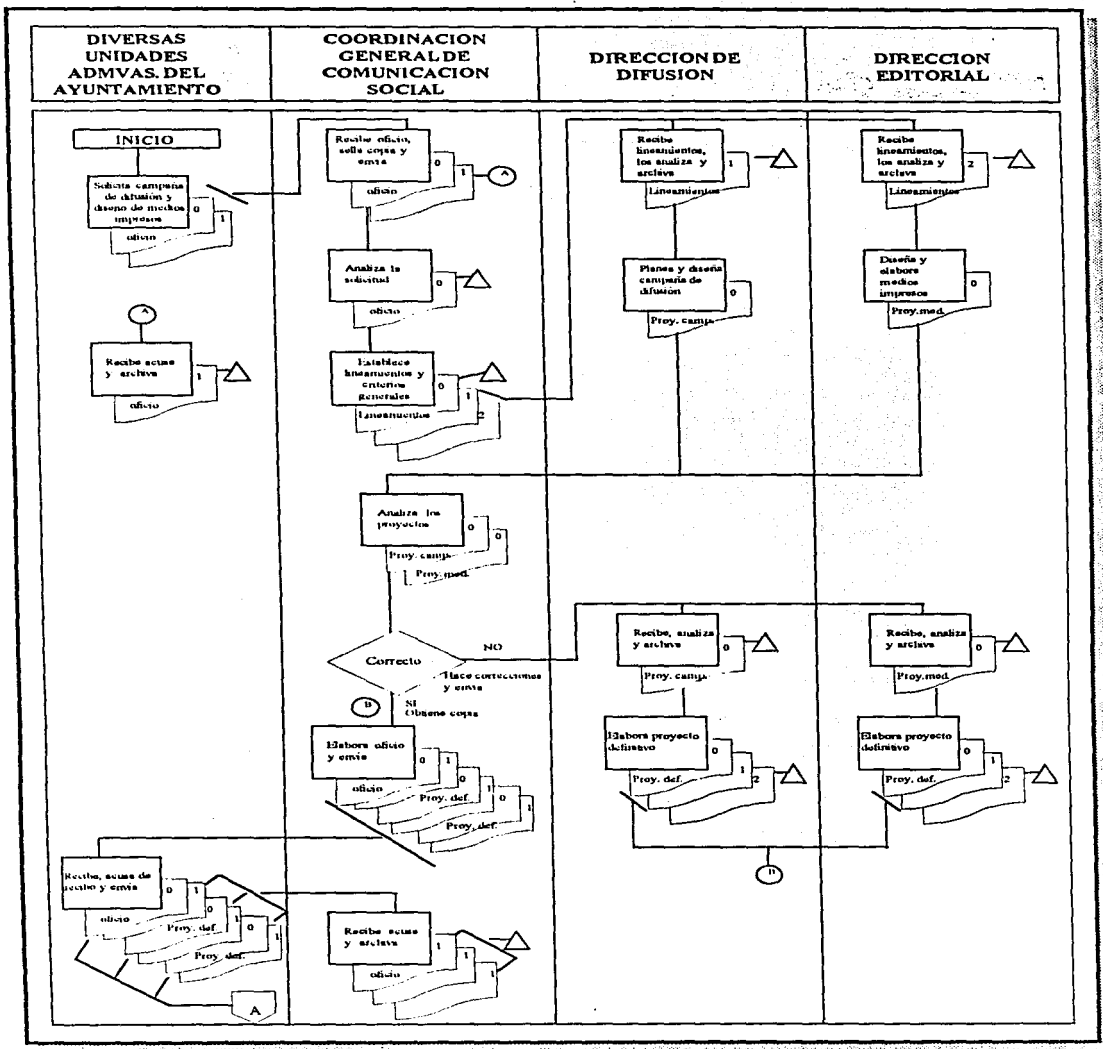 DIVERSAS
UNIDADES
ADMVAS. DEL
AYUNTAMIENTO
COORDINACION
GENERAL DE
COMUNICACION
SOCIAL
DIRECCION DE
DIFUSION
DIRECCION
EDITORIAL
INICIO
Solicita campaña
de difusión y
diseño de medios
impresos
0
1
oficio
Recibe oficio,
sella copia y
envia
0
1
A
oficio
Recibe
lineamientos,
los analiza y
archiva
1
Lineamientos
Recibe
lineamientos,
los analiza y
archiva
2
Lineamientos
Analiza la
solicitud
0
oficio
Planea y diseña
campaña de
difusión
0
Proy. camp.
Diseña y
elabora
medios
impresos
0
Proy.med.
A
Recibe acuse
y archiva
1
oficio
Establece
lineamientos y
criterios
generales
0
1
2
Lineamientos
Analiza los
proyectos
0
0
Proy. camp.
Proy.med.
Correcto
NO
Hace correcciones
y envia
SI
Obtiene copia
B
Recibe, analiza
y archiva
0
Proy. camp.
Recibe, analiza
y archiva
0
Proy.med.
Elabora oficio
y envia
0
1
0
1
0
1
oficio
Proy. def.
Proy. def.
Elabora proyecto
definitivo
0
1
2
Proy. def.
Elabora proyecto
definitivo
0
1
2
Proy. def.
B
Recibe, acusa de
recibo y envia
0
1
0
1
0
1
oficio
Proy. def.
Proy. def.
A
Recibe acuse
y archiva
1
1
1
oficio